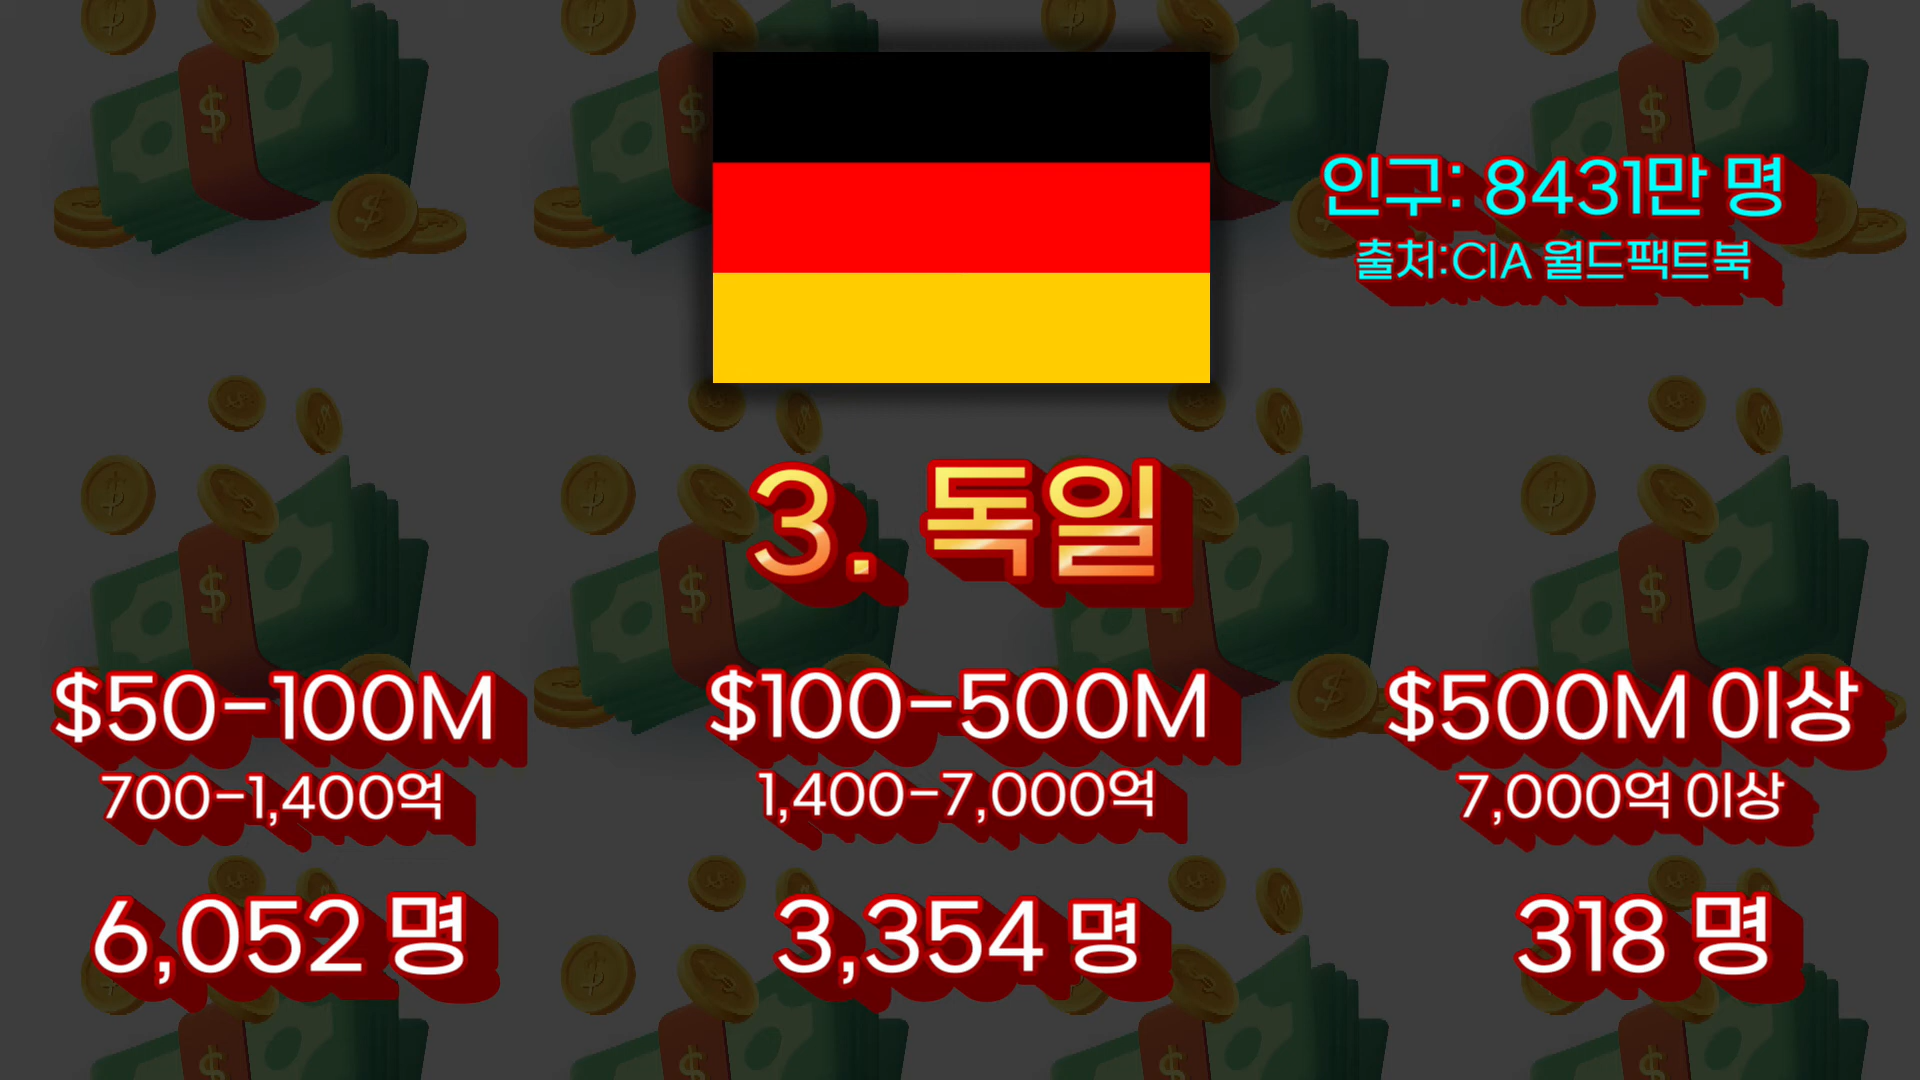 인구: 8431만 명
출처:CIA 월드팩트북
3. 독일
$50-100M
700-1,400억
6,052 명
$100-500M
1,400-7,000억
3,354 명
$500M 이상
7,000억 이상
318 명